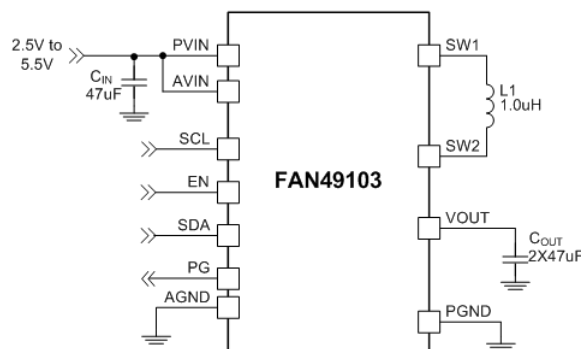 2.5V to
5.5V
PVIN
CIN
47uF
AVIN
SCL
EN
SDA
PG
AGND
FAN49103
SW1
L1
1.0uH
SW2
VOUT
COUT
2X47uF
PGND